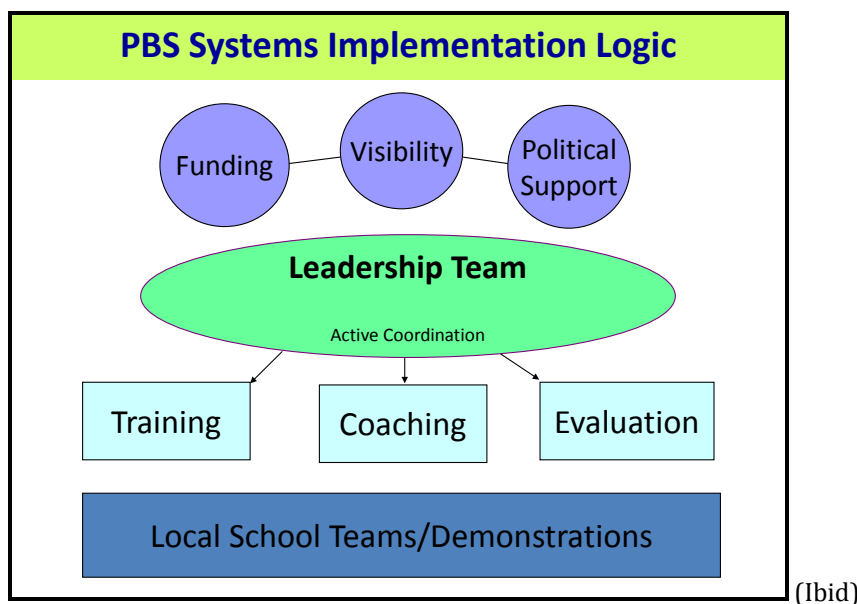 PBS Systems Implementation Logic
Funding
Visibility
Political
Support
Leadership Team
Active Coordination
Training
Coaching
Evaluation
Local School Teams/Demonstrations
(Ibid)